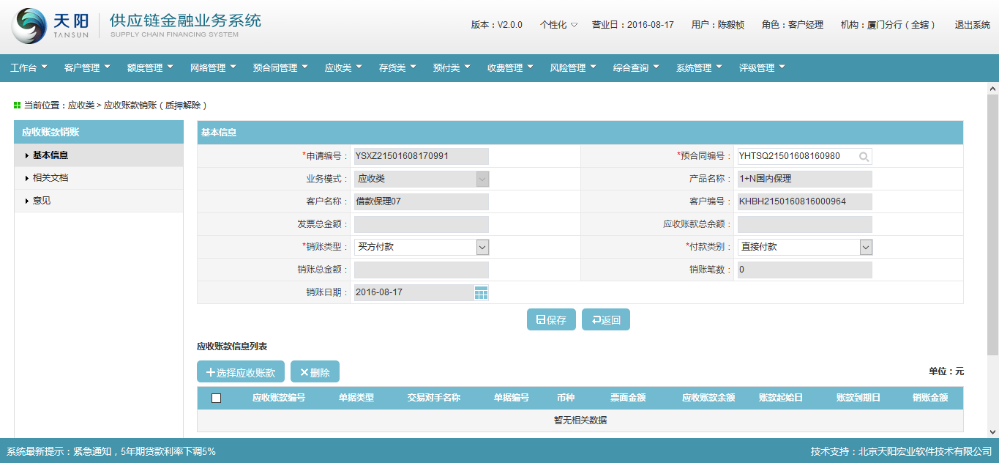 天阳 TANSUN 供应链金融业务系统 SUPPLY CHAIN FINANCING SYSTEM
版本：V2.0.0 个性化 营业日：2016-08-17 用户：陈毅桢 角色：客户经理 机构：厦门分行（全辖） 退出系统
工作台 客户管理 额度管理 网络管理 预合同管理 应收类 存货类 预付类 收费管理 风险管理 综合查询 系统管理 评级管理
当前位置：应收类 > 应收账款销账（质押解除）
应收账款销账
基本信息
相关文档
意见
基本信息
*申请编号： YSXZ21501608170991 *预合同编号： YHTSQ21501608160980
业务模式： 应收类 产品名称： 1+N国内保理
客户名称： 借款保理07 客户编号： KHBH2150160816000964
发票总金额： 应收账款总余额：
*销账类型： 买方付款 *付款类别： 直接付款
销账总金额： 销账笔数： 0
销账日期： 2016-08-17
保存 返回
应收账款信息列表
选择应收账款 删除 单位：元
应收账款编号 单据类型 交易对手名称 单据编号 币种 票面金额 应收账款余额 账款起始日 账款到期日 销账金额
暂无相关数据
系统最新提示：紧急通知，5年期贷款利率下调5% 技术支持：北京天阳宏业软件技术有限公司